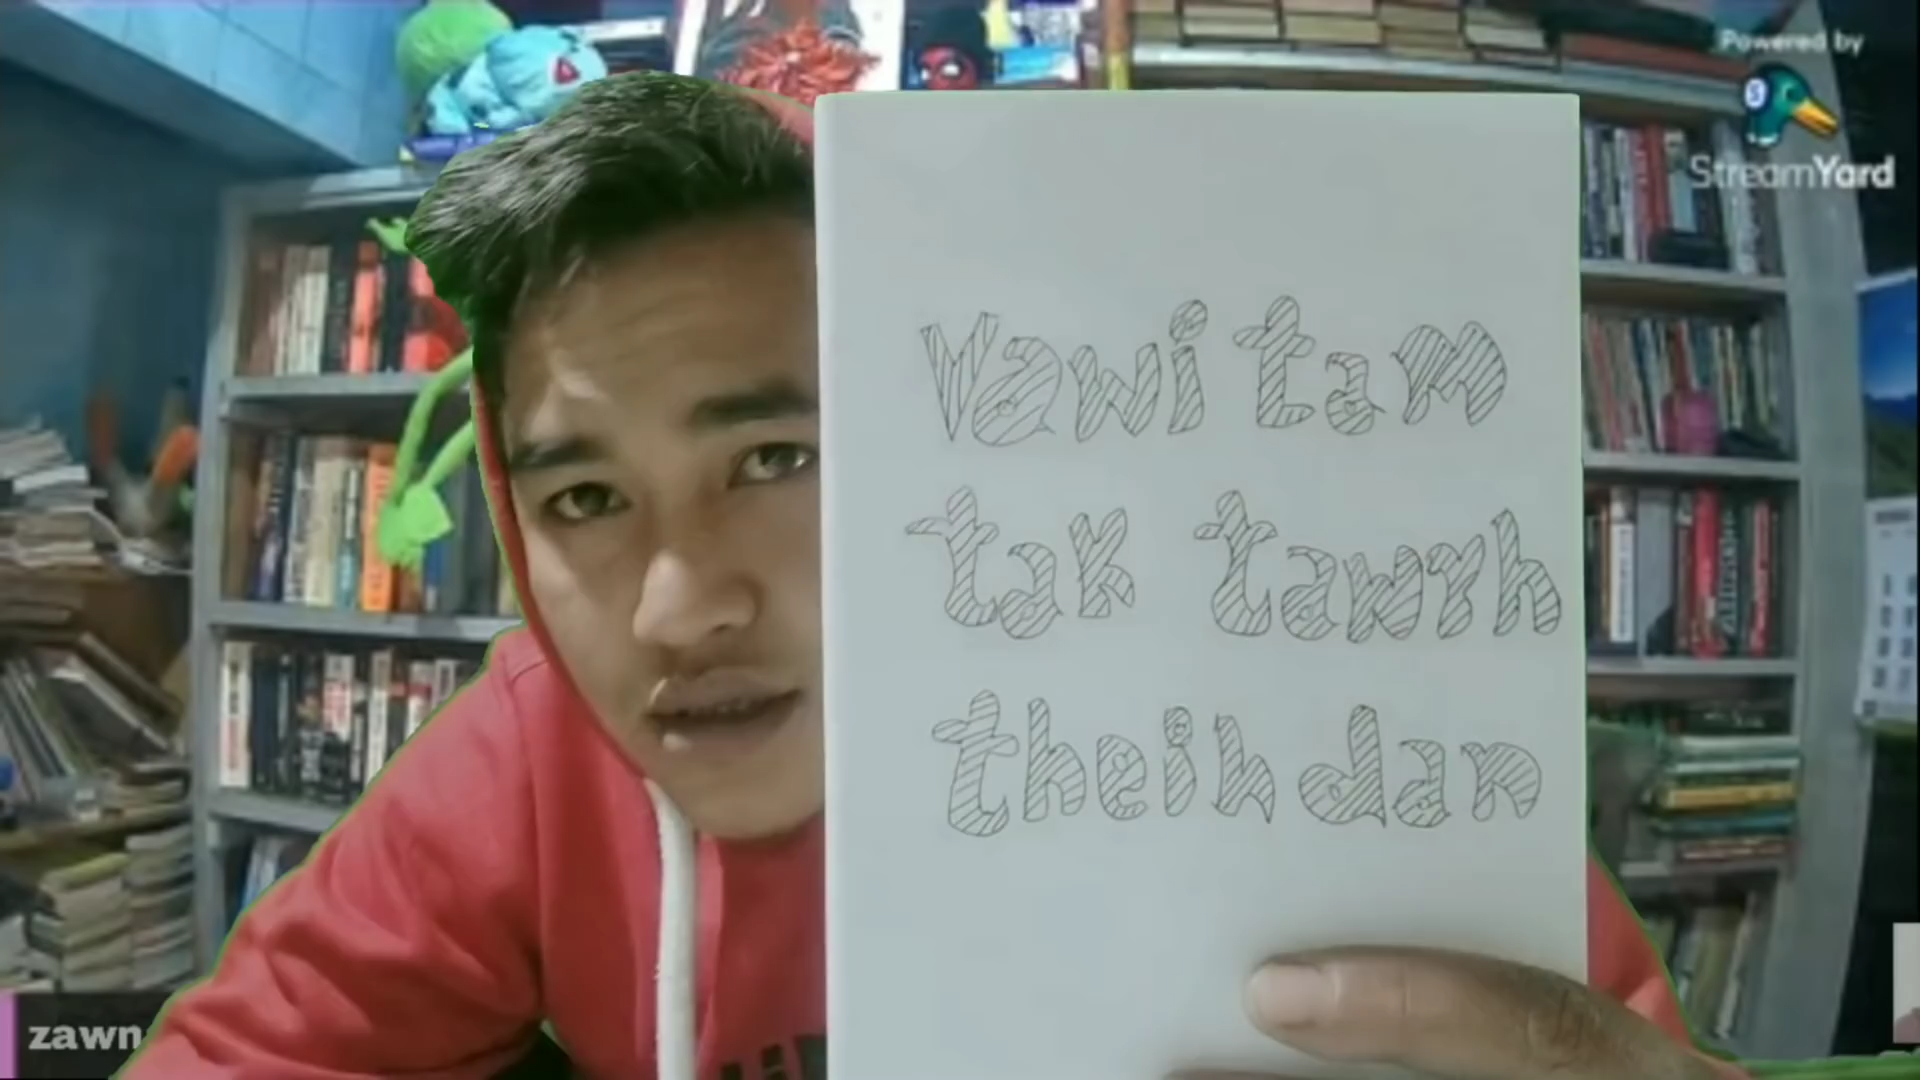 Powered by
StreamYard
Vawi tam
tak tawrh
theih dan
zawn